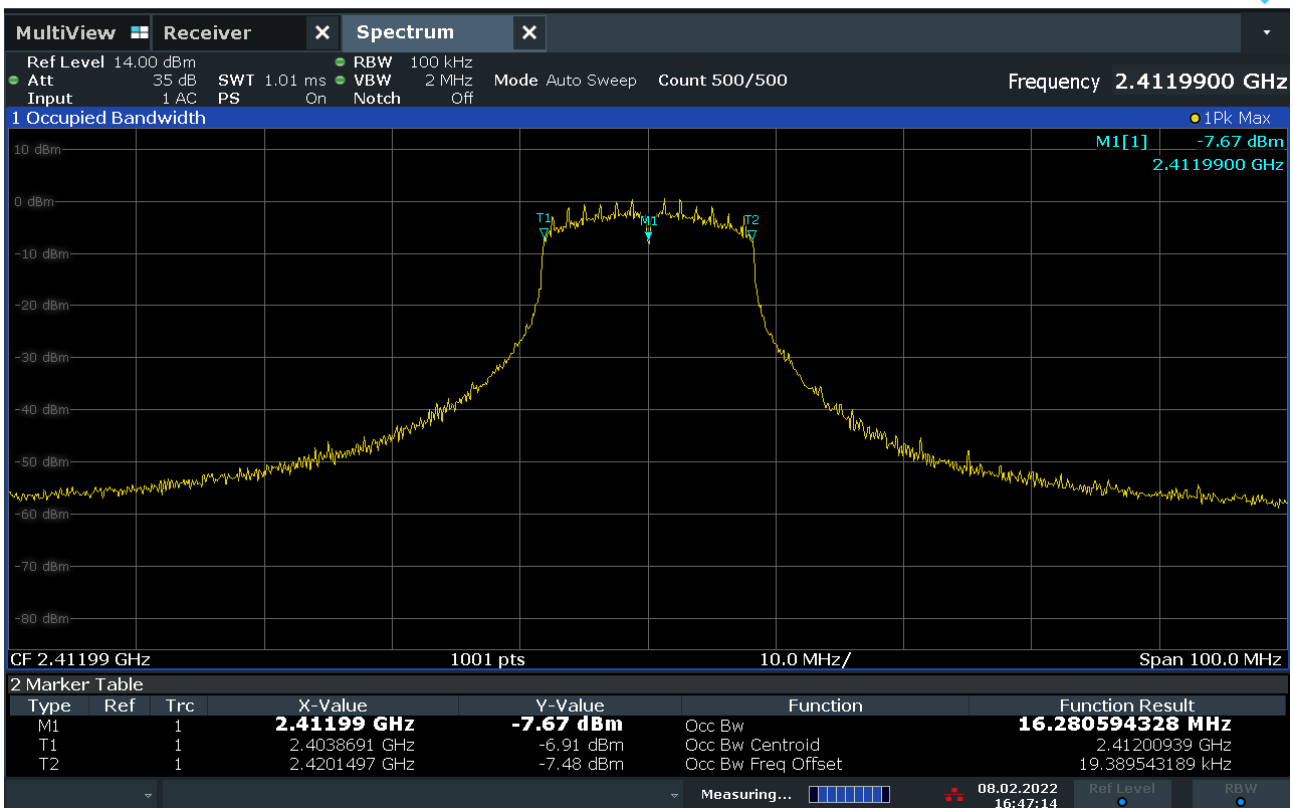 MultiView Receiver X Spectrum X
Ref Level 14.00 dBm RBW 100 kHz
Att 35 dB SWT 1.01 ms VBW 2 MHz Mode Auto Sweep Count 500/500 Frequency 2.4119900 GHz
Input 1 AC PS On Notch Off
1 Occupied Bandwidth 1Pk Max
M1[1] -7.67 dBm
2.4119900 GHz
10 dBm
0 dBm
T1 M1 T2
-10 dBm
-20 dBm
-30 dBm
-40 dBm
-50 dBm
-60 dBm
-70 dBm
-80 dBm
CF 2.41199 GHz 1001 pts 10.0 MHz/ Span 100.0 MHz
2 Marker Table
Type Ref Trc X-Value Y-Value Function Function Result
M1 1 2.41199 GHz -7.67 dBm Occ Bw 16.280594328 MHz
T1 1 2.4038691 GHz -6.91 dBm Occ Bw Centroid 2.41200939 GHz
T2 1 2.4201497 GHz -7.48 dBm Occ Bw Freq Offset 19.389543189 kHz
Measuring... 08.02.2022 Ref Level RBW
16:47:14